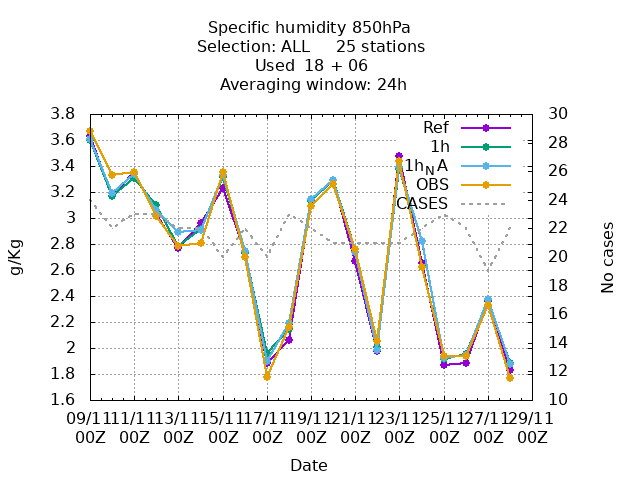 Specific humidity 850hPa
Selection: ALL 25 stations
Used 18 + 06
Averaging window: 24h
3.8
3.6
3.4
3.2
3
2.8
2.6
2.4
2.2
2
1.8
1.6
g/Kg
30
28
26
24
22
20
18
16
14
12
10
No cases
Ref
1h
1hNA
OBS
CASES
09/11 11/11 13/11 15/11 17/11 19/11 21/11 23/11 25/11 27/11 29/11
00Z 00Z 00Z 00Z 00Z 00Z 00Z 00Z 00Z 00Z 00Z
Date